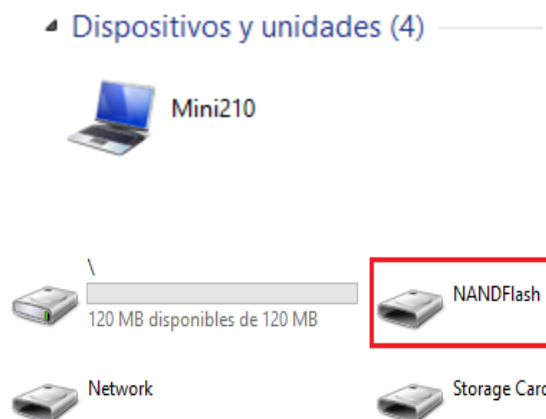 Dispositivos y unidades (4)
Mini210
\
120 MB disponibles de 120 MB
NANDFlash
Network
Storage Card